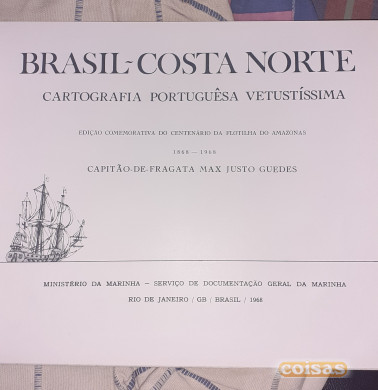 BRASIL-COSTA NORTE
CARTOGRAFIA PORTUGUÊSA VETUSTÍSSIMA
EDIÇÃO COMEMORATIVA DO CENTENÁRIO DA FLOTILHA DO AMAZONAS
1868 — 1968
CAPITÃO-DE-FRAGATA MAX JUSTO GUEDES
MINISTÉRIO DA MARINHA — SERVIÇO DE DOCUMENTAÇÃO GERAL DA MARINHA
RIO DE JANEIRO / GB / BRASIL / 1968
coisas